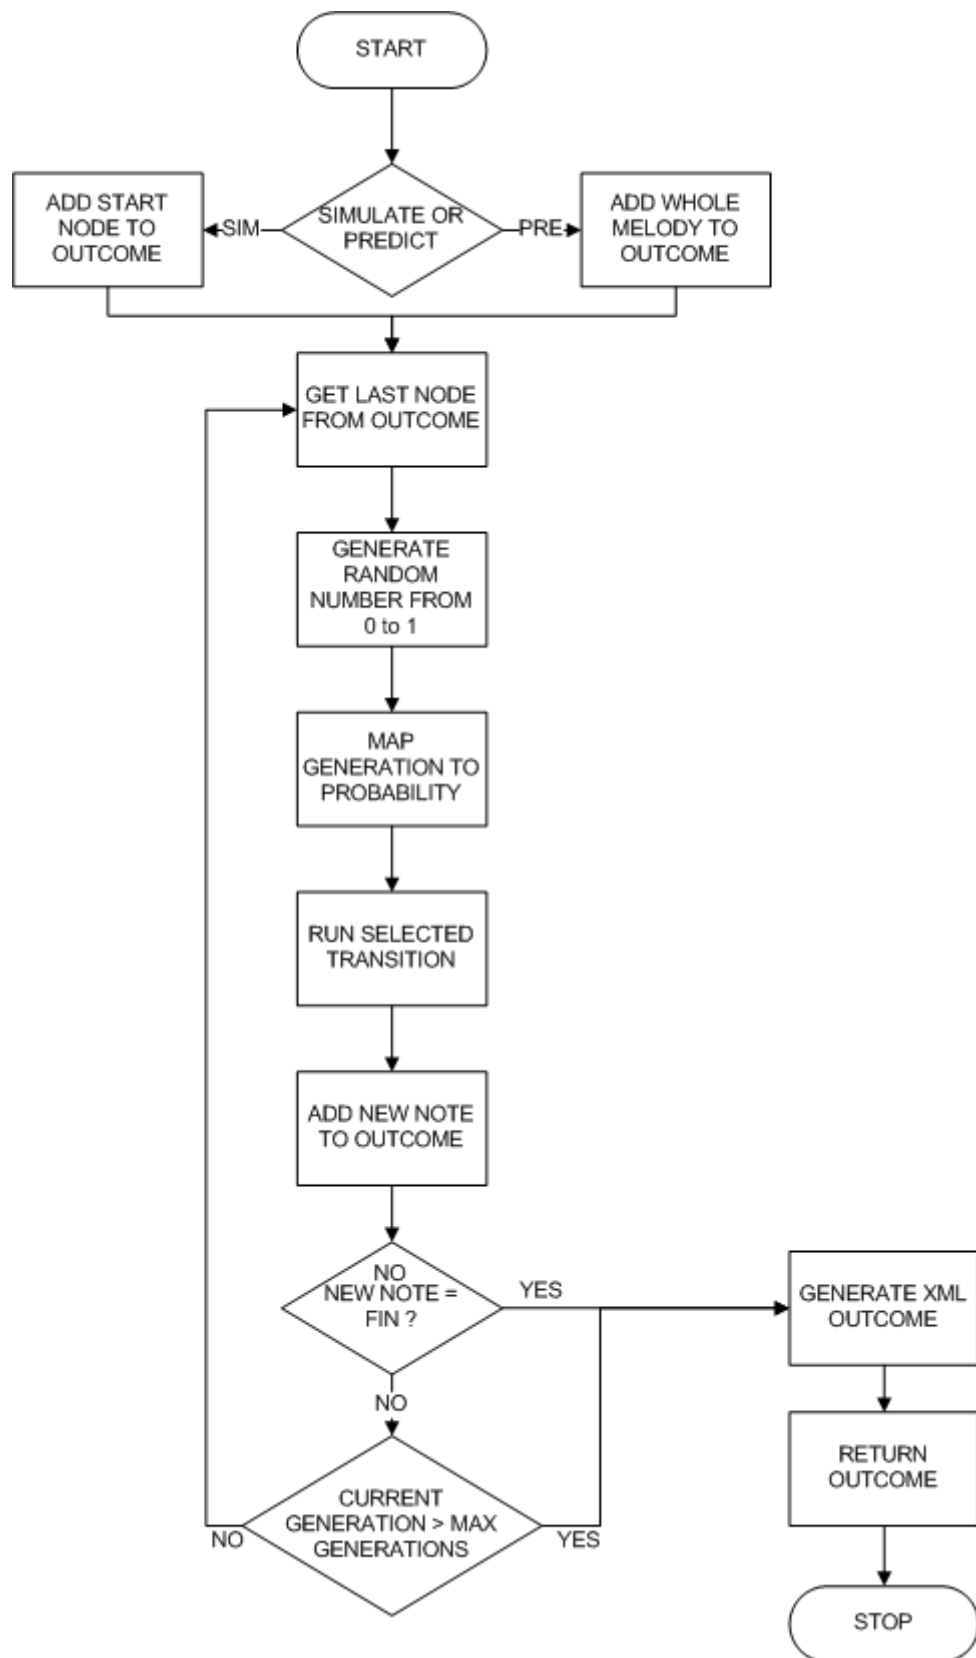 START
SIMULATE OR
PREDICT
SIM
PRE
ADD START
NODE TO
OUTCOME
ADD WHOLE
MELODY TO
OUTCOME
GET LAST NODE
FROM OUTCOME
GENERATE
RANDOM
NUMBER FROM
0 to 1
MAP
GENERATION TO
PROBABILITY
RUN SELECTED
TRANSITION
ADD NEW NOTE
TO OUTCOME
NO
NEW NOTE =
FIN ?
YES
NO
CURRENT
GENERATION > MAX
GENERATIONS
NO
YES
GENERATE XML
OUTCOME
RETURN
OUTCOME
STOP